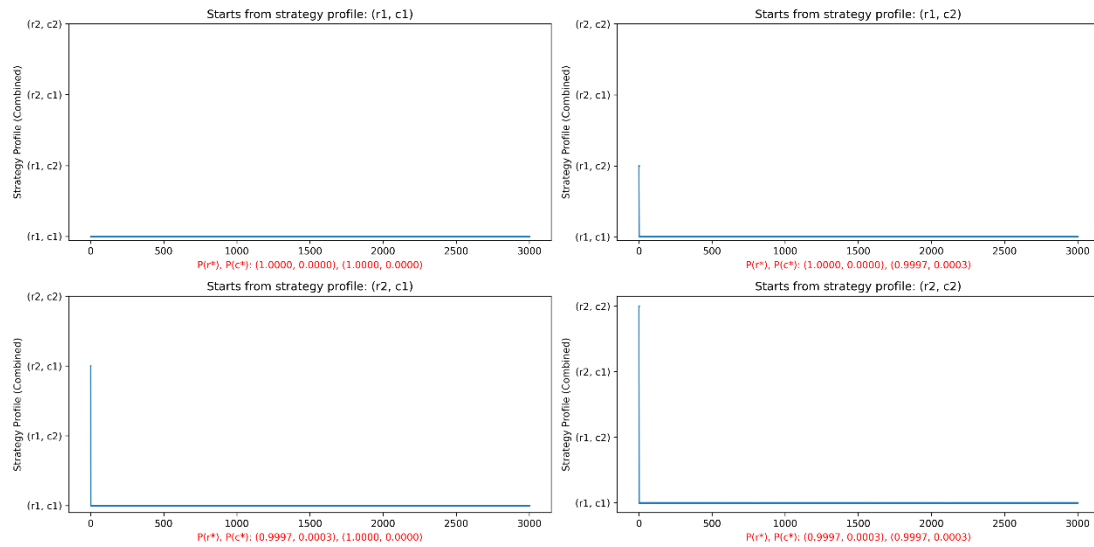 Starts from strategy profile: (r1, c1)
Strategy Profile (Combined)
(r2, c2)
(r2, c1)
(r1, c2)
(r1, c1)
0 500 1000 1500 2000 2500 3000
P(r*), P(c*): (1.0000, 0.0000), (1.0000, 0.0000)
Starts from strategy profile: (r1, c2)
Strategy Profile (Combined)
(r2, c2)
(r2, c1)
(r1, c2)
(r1, c1)
0 500 1000 1500 2000 2500 3000
P(r*), P(c*): (1.0000, 0.0000), (0.9997, 0.0003)
Starts from strategy profile: (r2, c1)
Strategy Profile (Combined)
(r2, c2)
(r2, c1)
(r1, c2)
(r1, c1)
0 500 1000 1500 2000 2500 3000
P(r*), P(c*): (0.9997, 0.0003), (1.0000, 0.0000)
Starts from strategy profile: (r2, c2)
Strategy Profile (Combined)
(r2, c2)
(r2, c1)
(r1, c2)
(r1, c1)
0 500 1000 1500 2000 2500 3000
P(r*), P(c*): (0.9997, 0.0003), (0.9997, 0.0003)